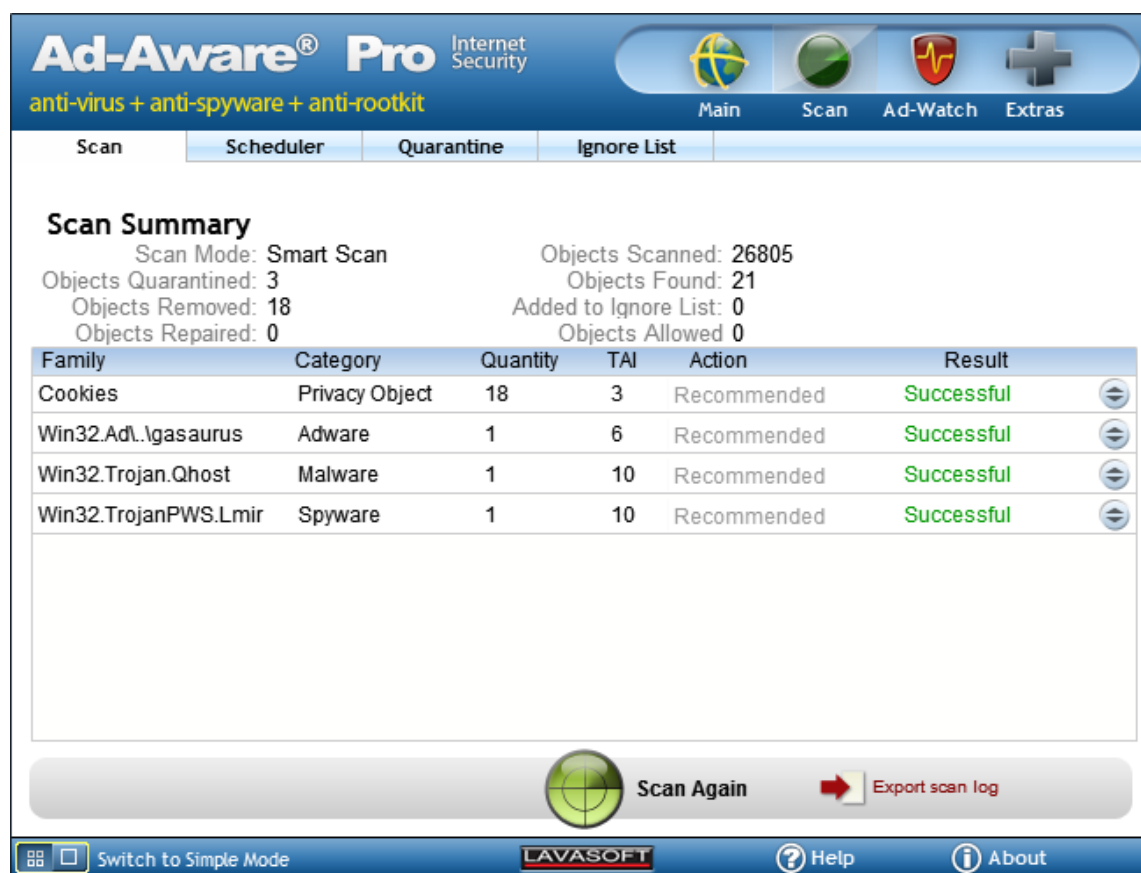 Ad-Aware® Pro Internet Security
anti-virus + anti-spyware + anti-rootkit
Main Scan Ad-Watch Extras
Scan Scheduler Quarantine Ignore List
Scan Summary
Scan Mode: Smart Scan Objects Scanned: 26805
Objects Quarantined: 3 Objects Found: 21
Objects Removed: 18 Added to Ignore List: 0
Objects Repaired: 0 Objects Allowed 0
Family Category Quantity TAI Action Result
Cookies Privacy Object 18 3 Recommended Successful
Win32.Ad\..\gasaurus Adware 1 6 Recommended Successful
Win32.Trojan.Qhost Malware 1 10 Recommended Successful
Win32.TrojanPWS.Lmir Spyware 1 10 Recommended Successful
Scan Again Export scan log
Switch to Simple Mode LAVASOFT Help About